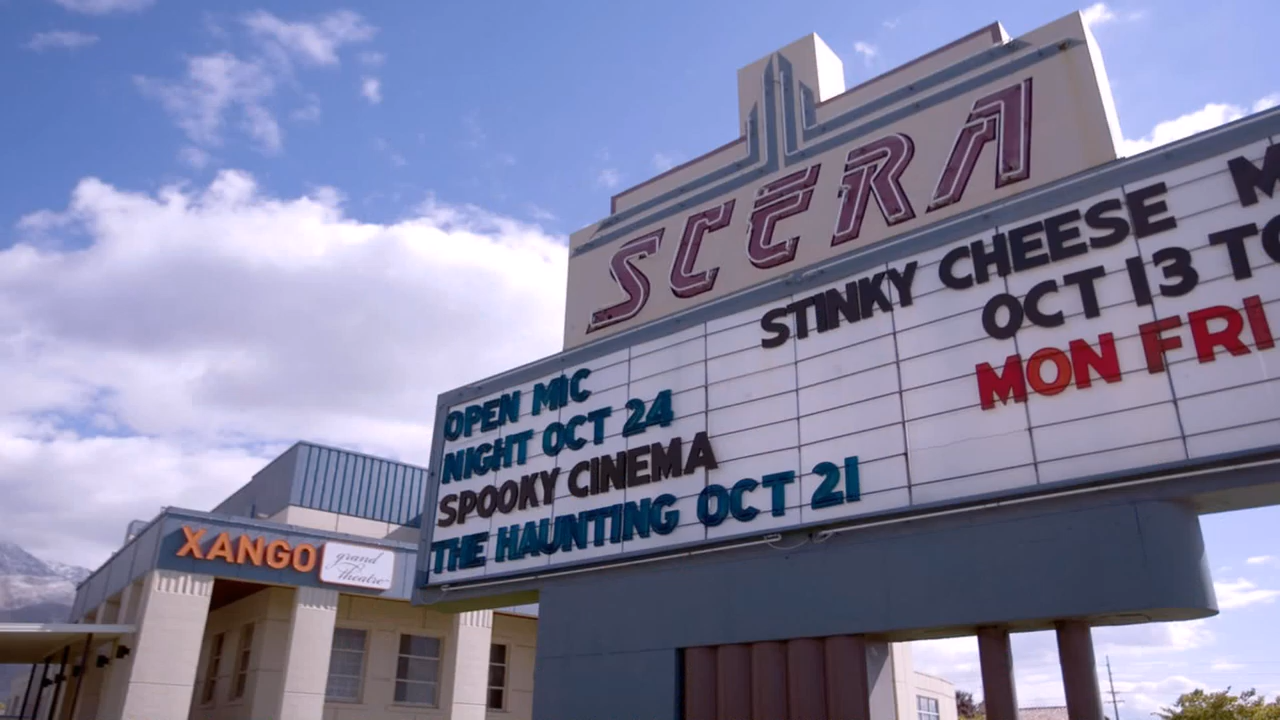 SCERA
STINKY CHEESE
OCT 13
MON FRI
OPEN MIC
NIGHT OCT 24
SPOOKY CINEMA
THE HAUNTING OCT 21
XANGO
grand
theatre